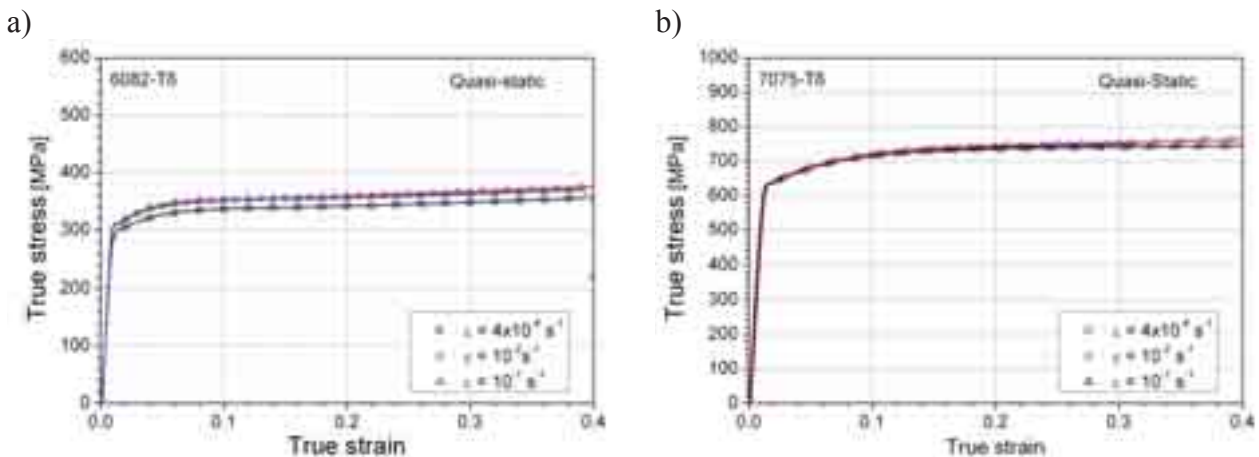 a)
600
500
400
300
200
100
0
6082-T6
Quasi-static
True stress [MPa]
0.0 0.1 0.2 0.3 0.4
True strain
b)
1000
900
800
700
600
500
400
300
200
100
0
7075-T6
Quasi-Static
True stress [MPa]
0.0 0.1 0.2 0.3 0.4
True strain